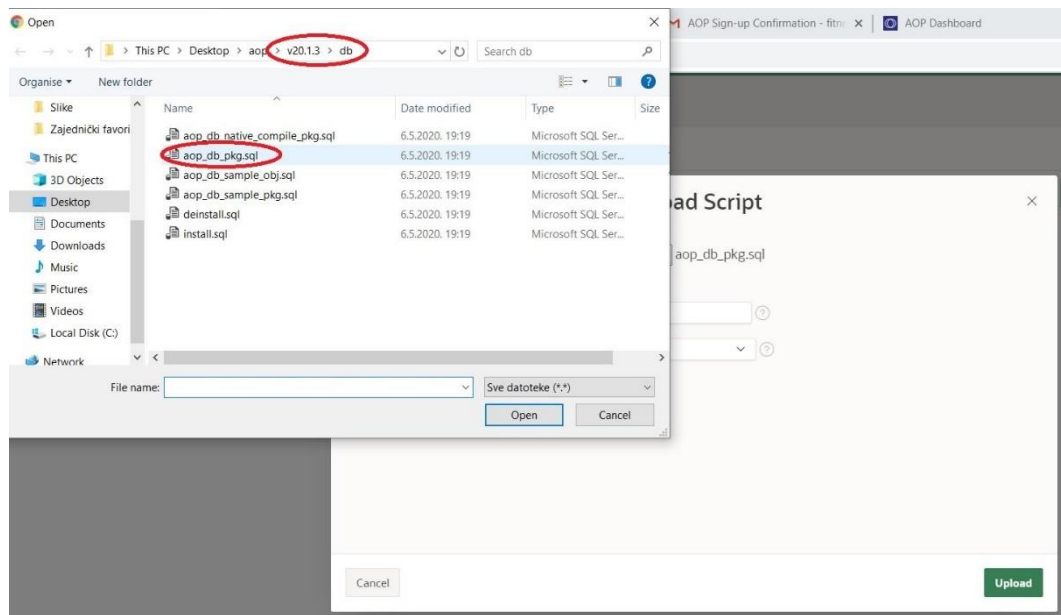 Open
AOP Sign-up Confirmation - fitne
AOP Dashboard
This PC > Desktop > aop > v20.1.3 > db
Search db
Organise
New folder
Slike
Zajednički favori
This PC
3D Objects
Desktop
Documents
Downloads
Music
Pictures
Videos
Local Disk (C:)
Network
Name Date modified Type Size
aop_db_native_compile_pkg.sql 6.5.2020. 19:19 Microsoft SQL Ser...
aop_db_pkg.sql 6.5.2020. 19:19 Microsoft SQL Ser...
aop_db_sample_obj.sql 6.5.2020. 19:19 Microsoft SQL Ser...
aop_db_sample_pkg.sql 6.5.2020. 19:19 Microsoft SQL Ser...
deinstall.sql 6.5.2020. 19:19 Microsoft SQL Ser...
install.sql 6.5.2020. 19:19 Microsoft SQL Ser...
File name:
Sve datoteke (*.*)
Open
Cancel
ad Script
aop_db_pkg.sql
Cancel
Upload